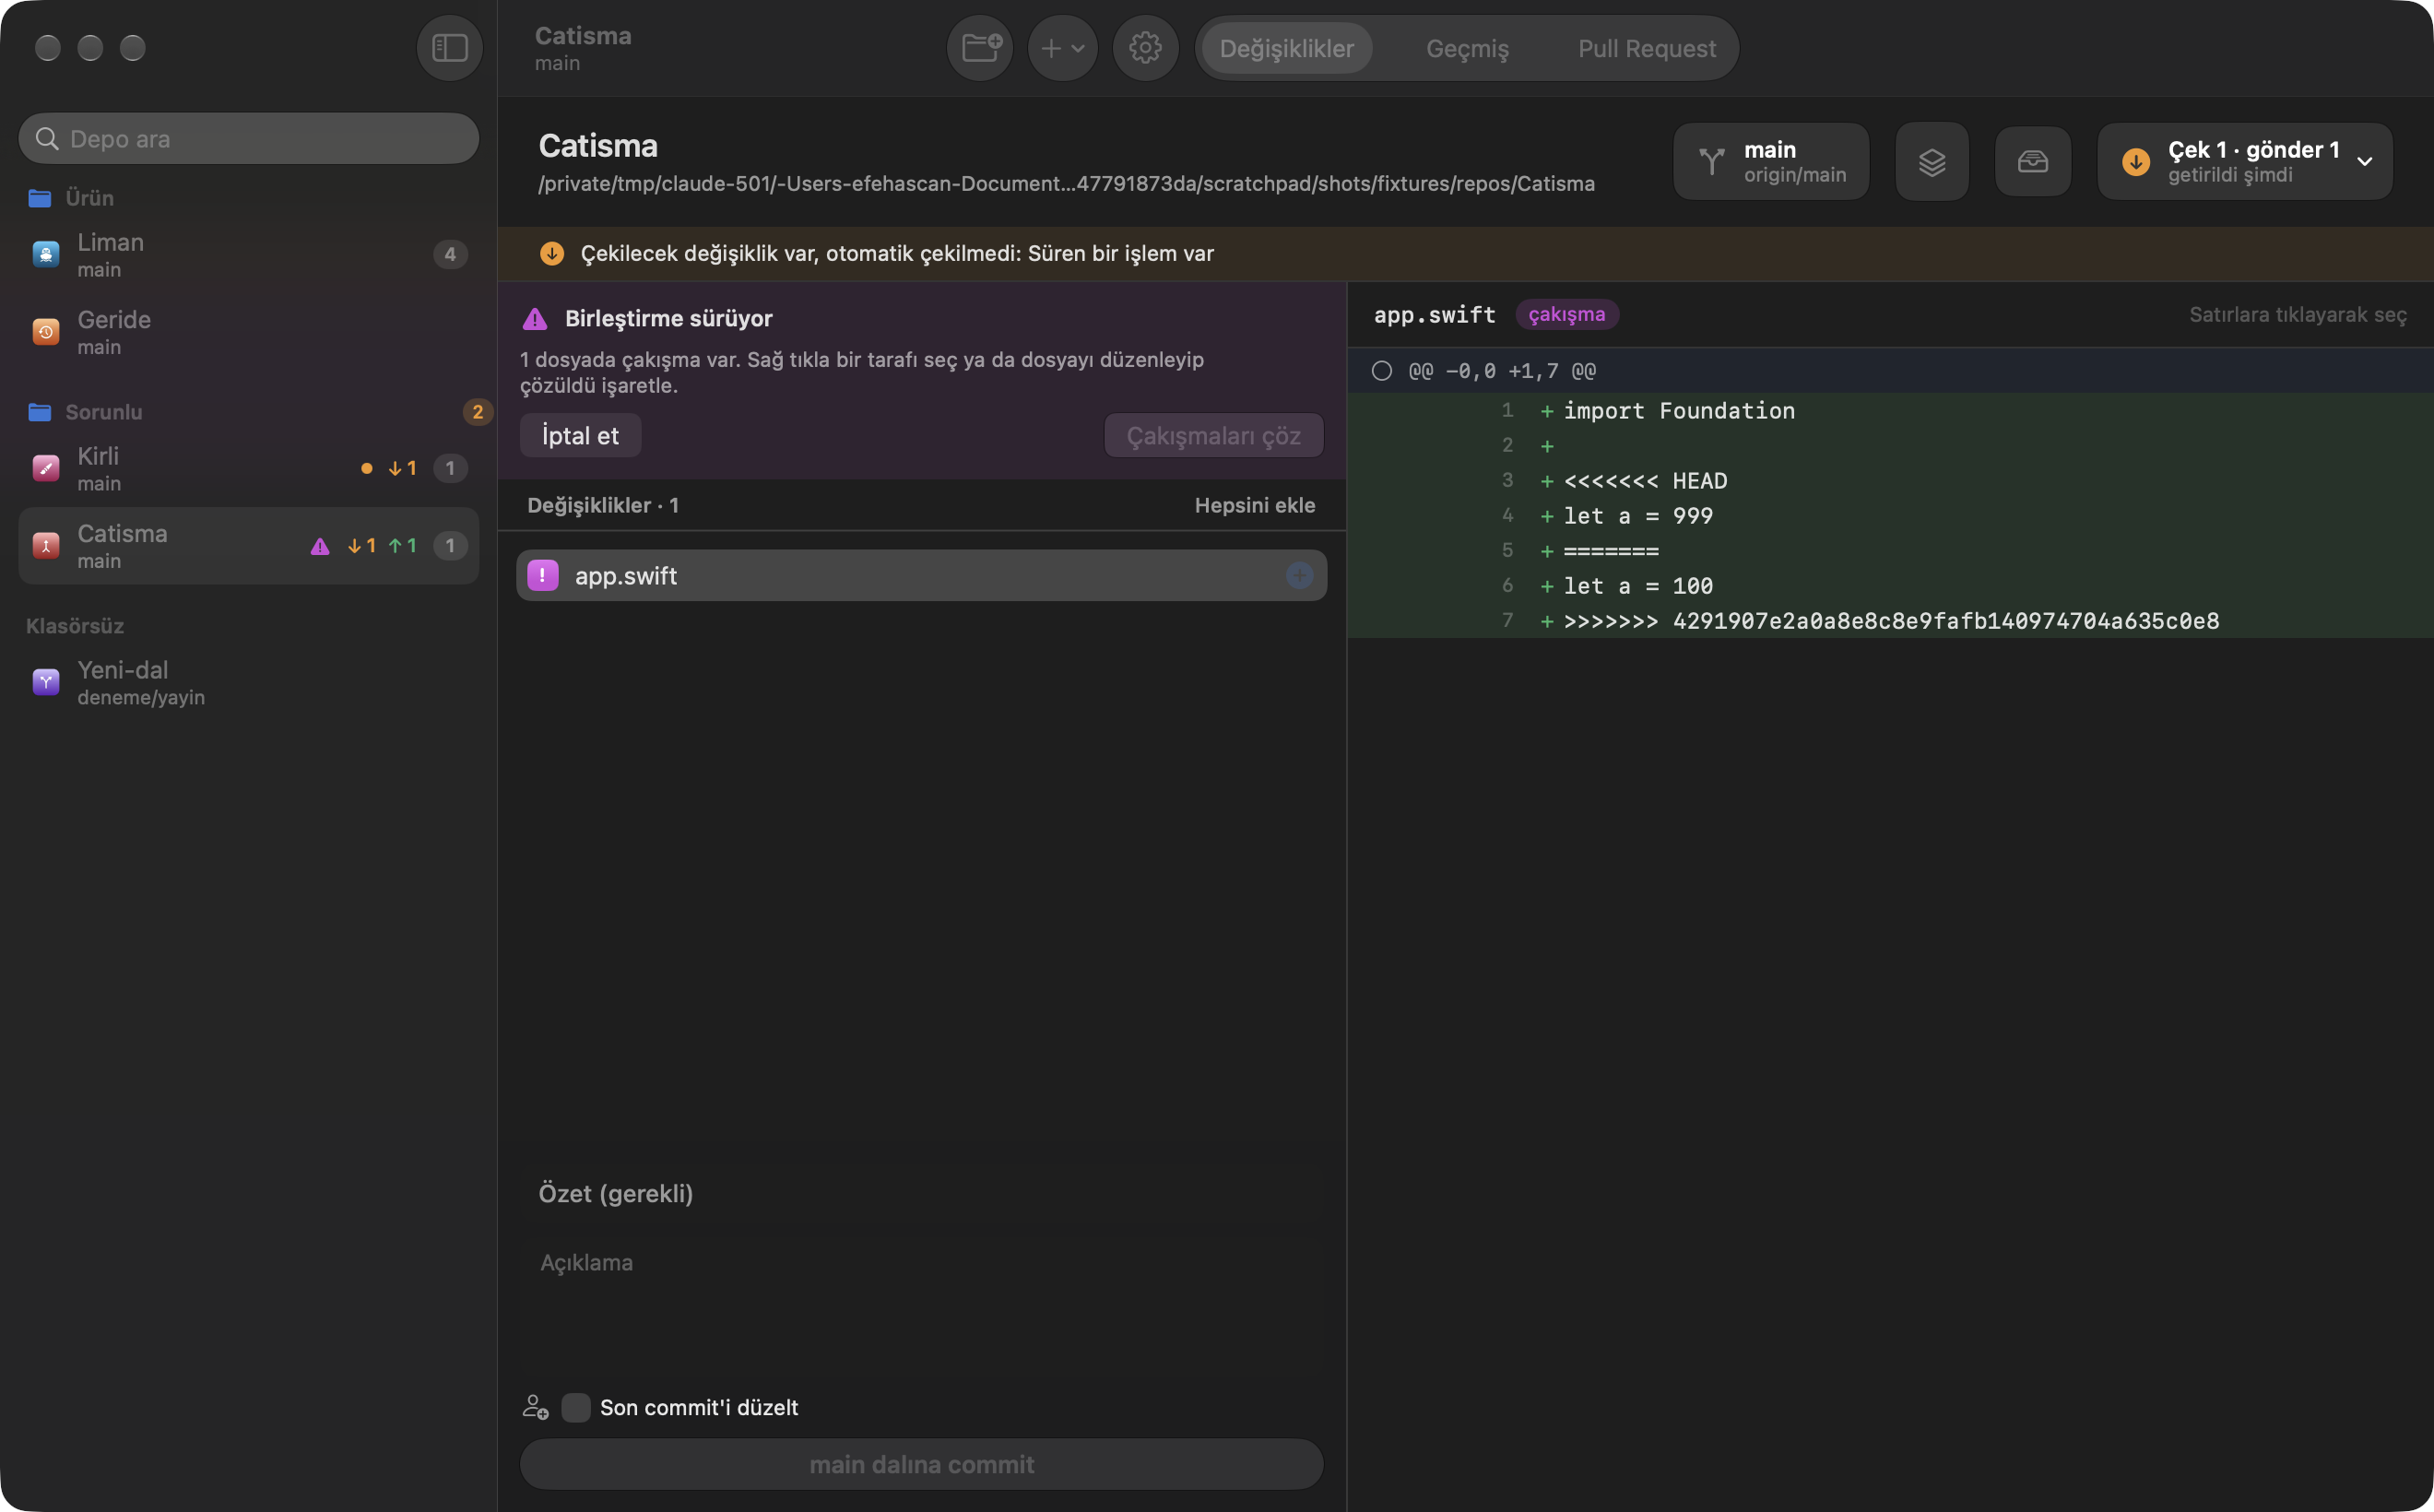 Catisma
main
Değişiklikler
Geçmiş
Pull Request
Depo ara
Ürün
Liman
main
4
Geride
main
Sorunlu
2
Kirli
main
↓1
1
Catisma
main
↓1 ↑1
1
Klasörsüz
Yeni-dal
deneme/yayin
Catisma
/private/tmp/claude-501/-Users-efehascan-Document...47791873da/scratchpad/shots/fixtures/repos/Catisma
main
origin/main
Çek 1 · gönder 1
getirildi şimdi
Çekilecek değişiklik var, otomatik çekilmedi: Süren bir işlem var
Birleştirme sürüyor
1 dosyada çakışma var. Sağ tıkla bir tarafı seç ya da dosyayı düzenleyip
çözüldü işaretle.
İptal et
Çakışmaları çöz
Değişiklikler · 1
Hepsini ekle
app.swift
Özet (gerekli)
Açıklama
Son commit'i düzelt
main dalına commit
app.swift
çakışma
Satırlara tıklayarak seç
@@ −0,0 +1,7 @@
1 + import Foundation
2 +
3 + <<<<<<< HEAD
4 + let a = 999
5 + =======
6 + let a = 100
7 + >>>>>>> 4291907e2a0a8e8c8e9fafb140974704a635c0e8